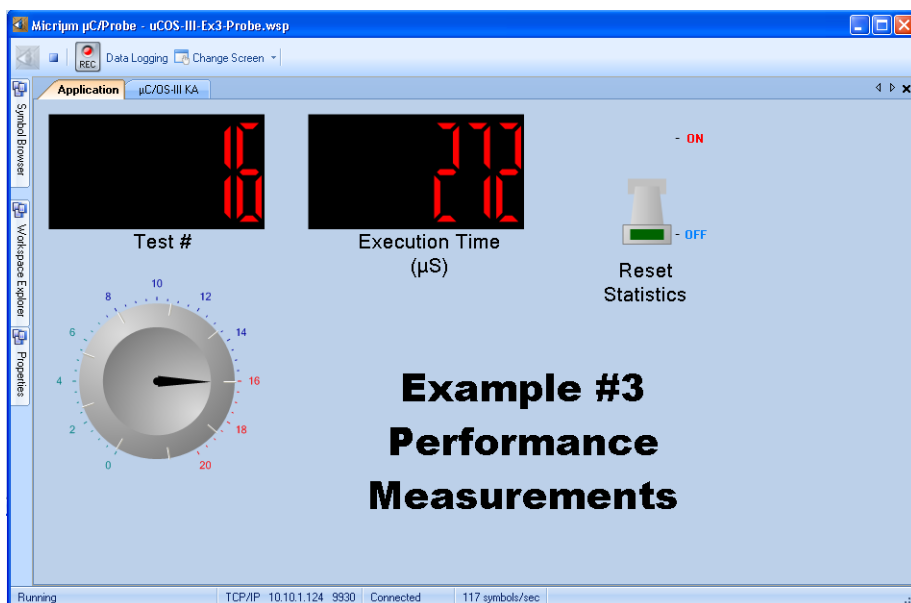 Micriµm µC/Probe - uCOS-III-Ex3-Probe.wsp
REC Data Logging Change Screen
Application µC/OS-III KA
Symbol Browser
Workspace Explorer
Properties
16
Test #
272
Execution Time
(µS)
ON
OFF
Reset
Statistics
0
2
4
6
8
10
12
14
16
18
20
Example #3
Performance
Measurements
Running TCP/IP 10.10.1.124 9930 Connected 117 symbols/sec